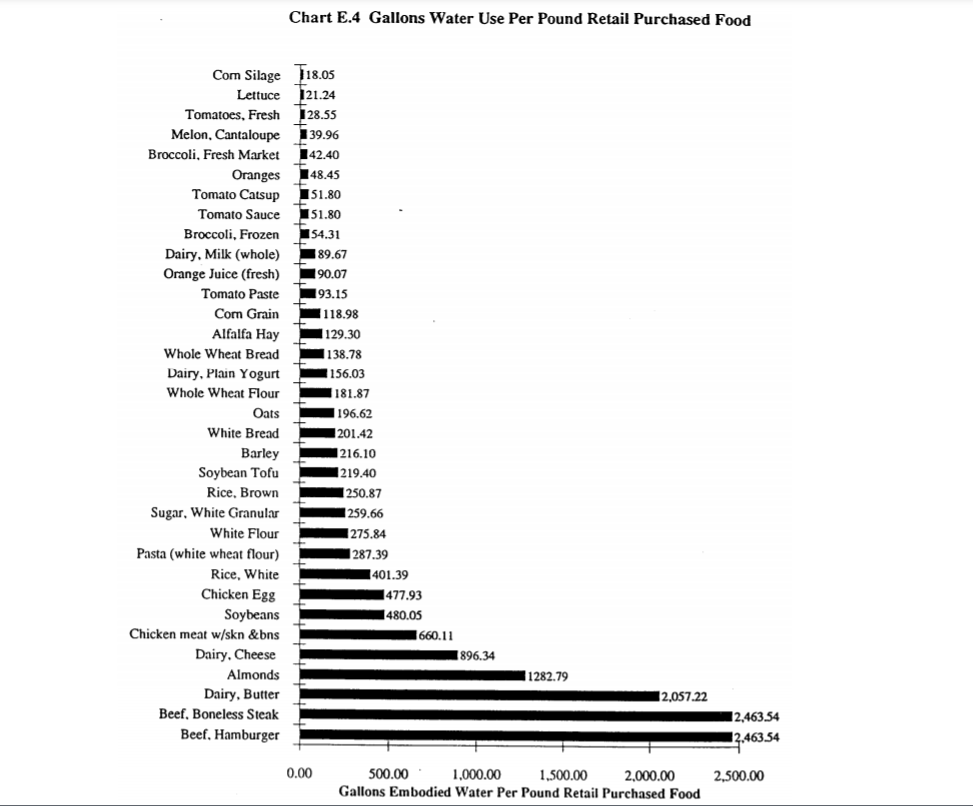 Chart E.4 Gallons Water Use Per Pound Retail Purchased Food
Corn Silage 18.05
Lettuce 21.24
Tomatoes, Fresh 28.55
Melon, Cantaloupe 39.96
Broccoli, Fresh Market 42.40
Oranges 48.45
Tomato Catsup 51.80
Tomato Sauce 51.80
Broccoli, Frozen 54.31
Dairy, Milk (whole) 89.67
Orange Juice (fresh) 90.07
Tomato Paste 93.15
Corn Grain 118.98
Alfalfa Hay 129.30
Whole Wheat Bread 138.78
Dairy, Plain Yogurt 156.03
Whole Wheat Flour 181.87
Oats 196.62
White Bread 201.42
Barley 216.10
Soybean Tofu 219.40
Rice, Brown 250.87
Sugar, White Granular 259.66
White Flour 275.84
Pasta (white wheat flour) 287.39
Rice, White 401.39
Chicken Egg 477.93
Soybeans 480.05
Chicken meat w/skn &bns 660.11
Dairy, Cheese 896.34
Almonds 1282.79
Dairy, Butter 2,057.22
Beef, Boneless Steak 2,463.54
Beef, Hamburger 2,463.54
0.00 500.00 1,000.00 1,500.00 2,000.00 2,500.00
Gallons Embodied Water Per Pound Retail Purchased Food